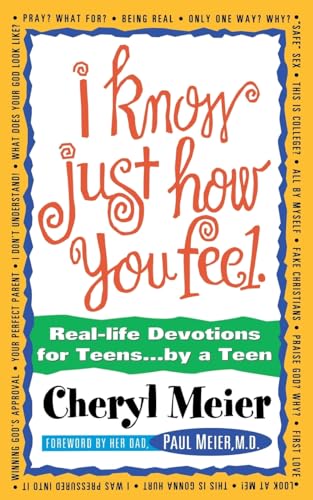 • PRAY? WHAT FOR? • BEING REAL • ONLY ONE WAY? WHY? •
"SAFE" SEX • THIS IS COLLEGE? • ALL BY MYSELF • FAKE CHRISTIANS • PRAISE GOD? WHY? • FIRST LOVE
• LOOK AT ME! • THIS IS GONNA HURT • I WAS PRESSURED INTO IT •
WINNING GOD'S APPROVAL • YOUR PERFECT PARENT • I DON'T UNDERSTAND! • WHAT DOES YOUR GOD LOOK LIKE?
i know
just how
you feel.
Real-life Devotions
for Teens...by a Teen
Cheryl Meier
FOREWORD BY HER DAD, PAUL MEIER, M.D.